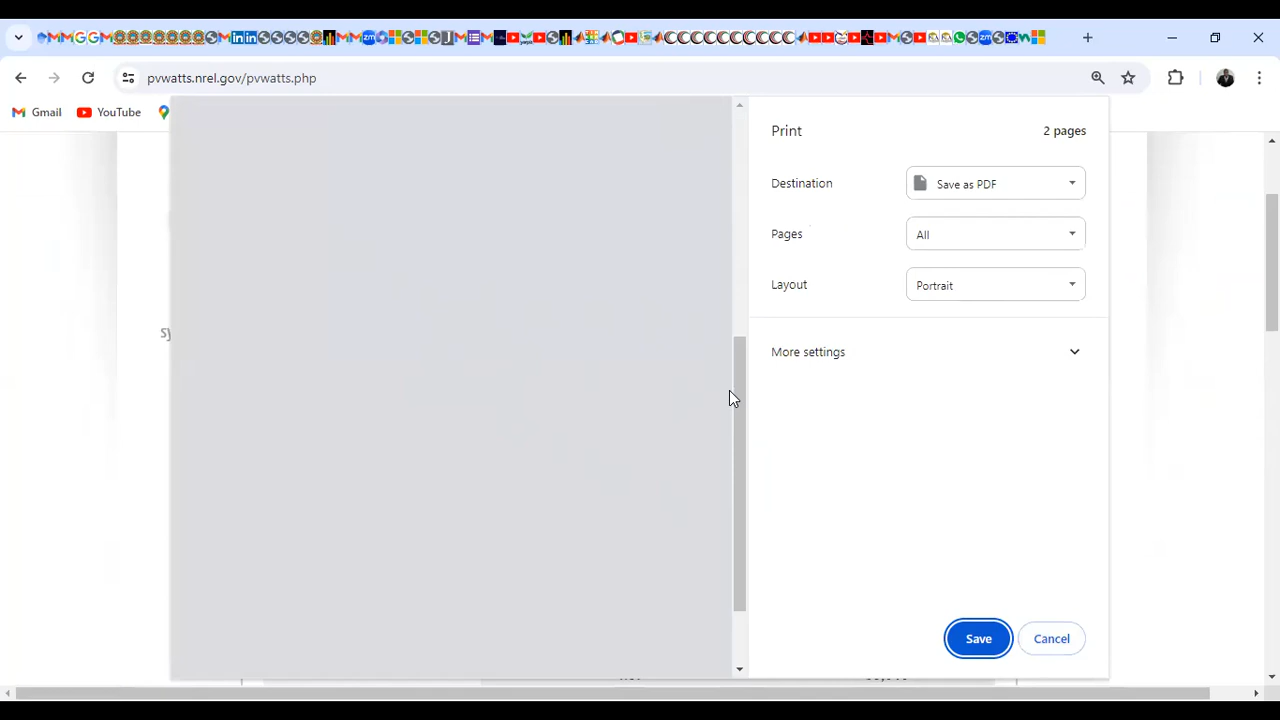 pvwatts.nrel.gov/pvwatts.php
Gmail
YouTube
Print
2 pages
Destination
Save as PDF
Pages
All
Layout
Portrait
More settings
Save
Cancel